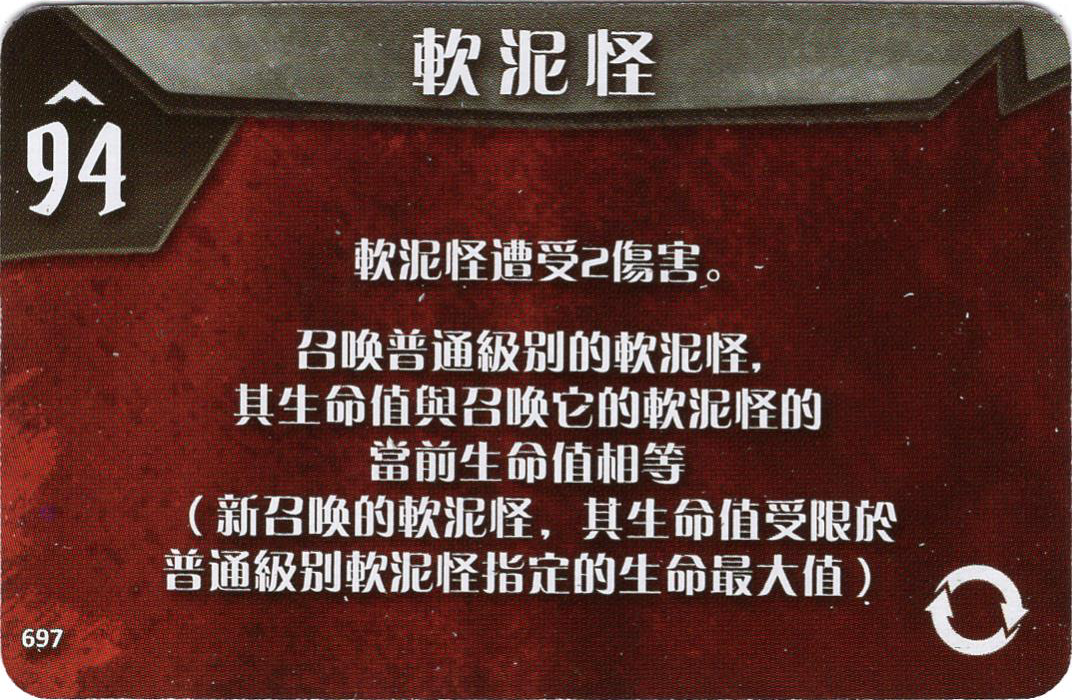 軟泥怪
94
軟泥怪遭受2傷害。
召喚普通級別的軟泥怪，
其生命值與召喚它的軟泥怪的
當前生命值相等
（新召喚的軟泥怪，其生命值受限於
普通級別軟泥怪指定的生命最大值）
697